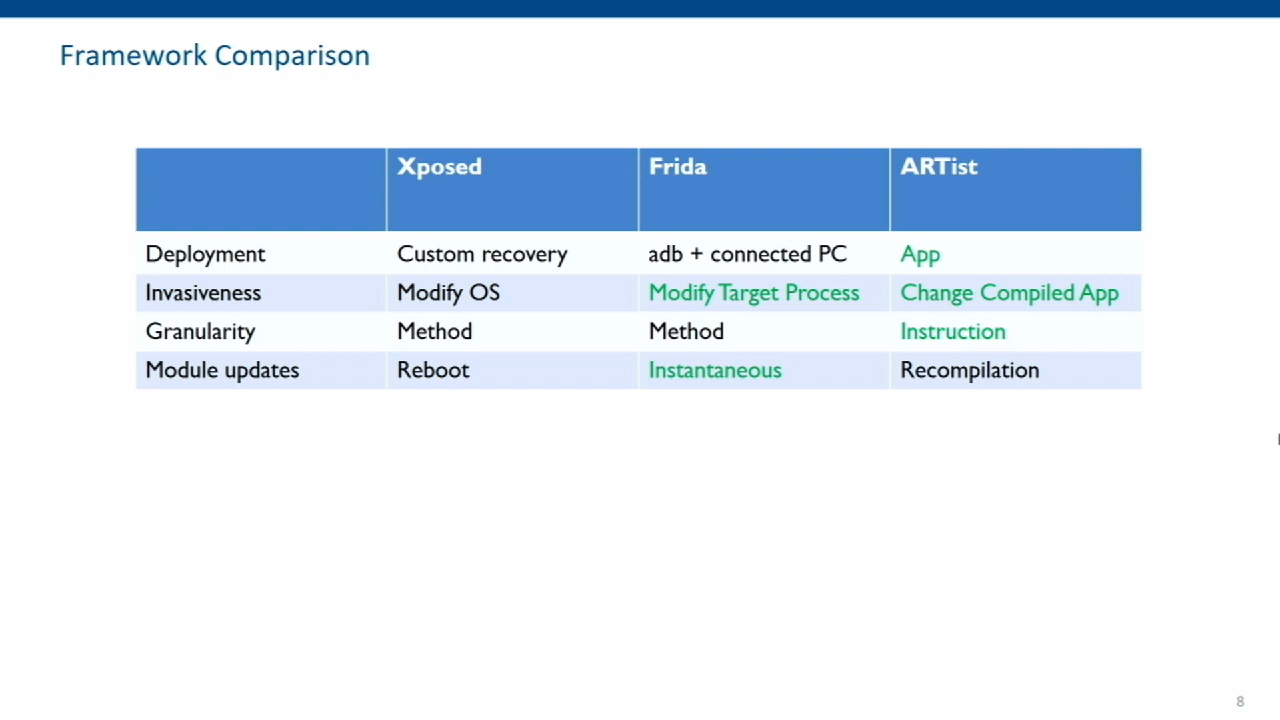 Framework Comparison
Xposed Frida ARTist
Deployment Custom recovery adb + connected PC App
Invasiveness Modify OS Modify Target Process Change Compiled App
Granularity Method Method Instruction
Module updates Reboot Instantaneous Recompilation
8